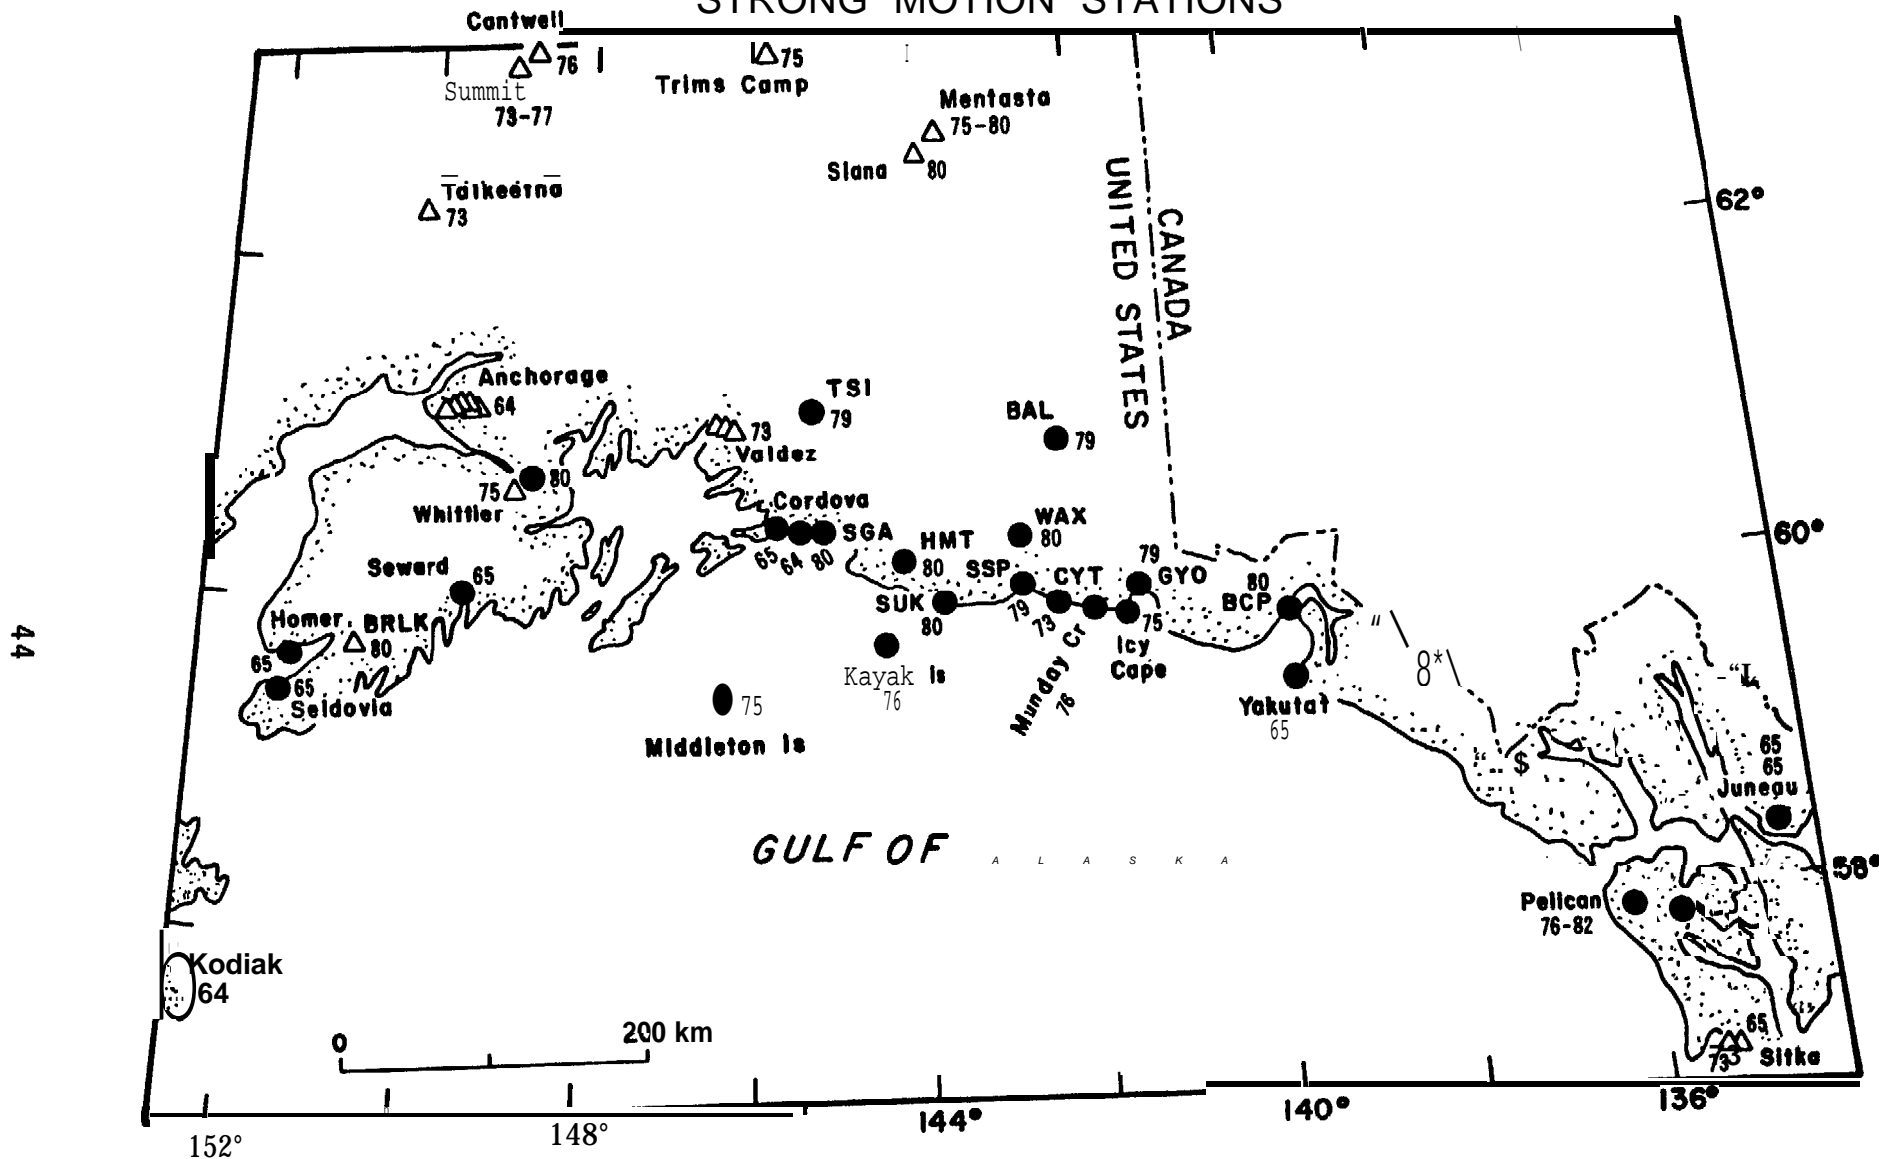 STRONG MOTION STATIONS
Cantwell
76
Summit
73-77
75
Trims Camp
Mentasta
75-80
Slana
80
Talkeetna
73
62°
UNITED STATES
CANADA
Anchorage
64
TSI
79
BAL
79
73
Valdez
80
75
Whittier
Cordova
SGA
65
64
80
HMT
80
WAX
80
60°
SSP
79
CYT
73
79
GYO
80
BCP
Seward
65
SUK
80
75
Icy
Cape
Munday Cr
76
Homer
65
BRLK
80
65
Seldovia
Kayak Is
76
75
Middleton Is
Yakutat
65
65
65
Juneau
GULF OF ALASKA
58°
Pelican
76-82
Kodiak
64
0
200 km
65
73
Sitka
152°
148°
144°
140°
136°
44